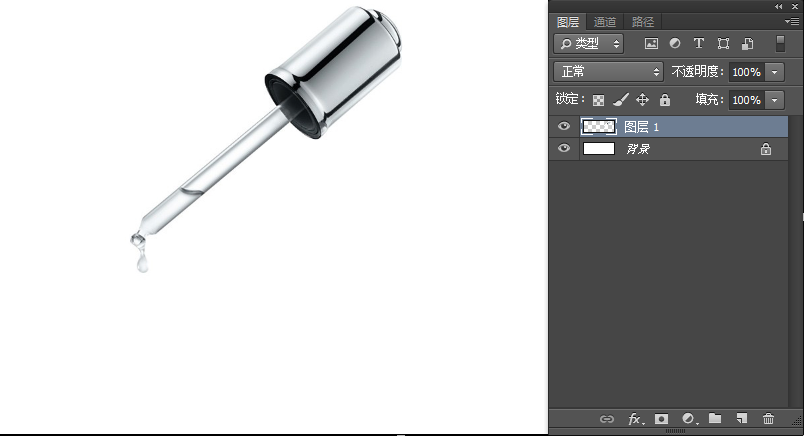 图层 通道 路径
类型
正常 不透明度: 100%
锁定: 填充: 100%
图层 1
背景
fx